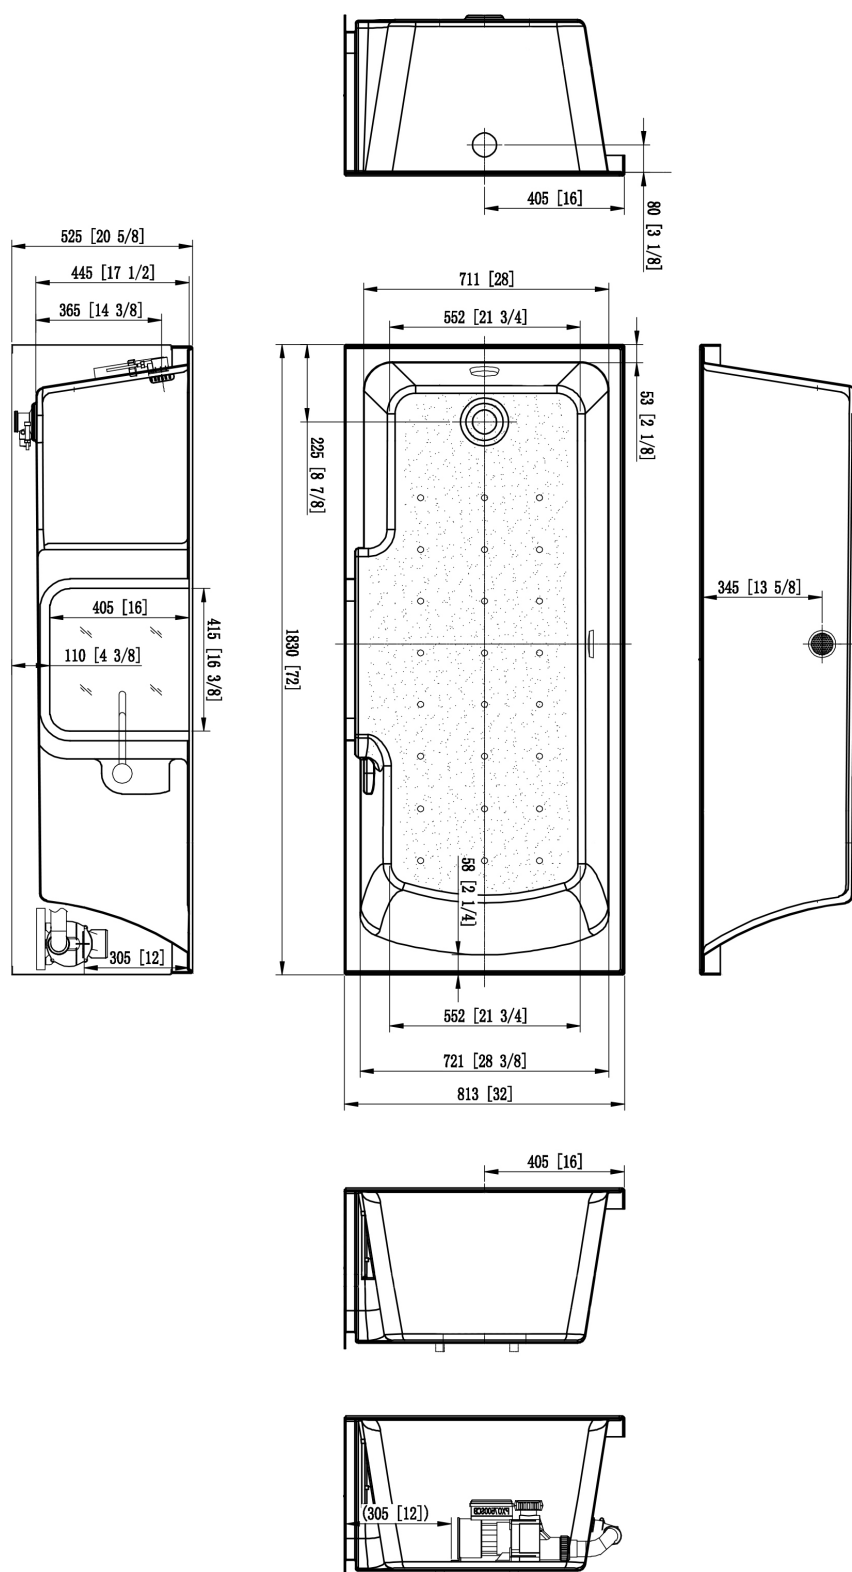 405 [16]
80 [3 1/8]
525 [20 5/8]
445 [17 1/2]
365 [14 3/8]
711 [28]
552 [21 3/4]
53 [2 1/8]
225 [8 7/8]
345 [13 5/8]
405 [16]
415 [16 3/8]
110 [4 3/8]
1830 [72]
58 [2 1/4]
305 [12]
552 [21 3/4]
721 [28 3/8]
813 [32]
405 [16]
(305 [12])